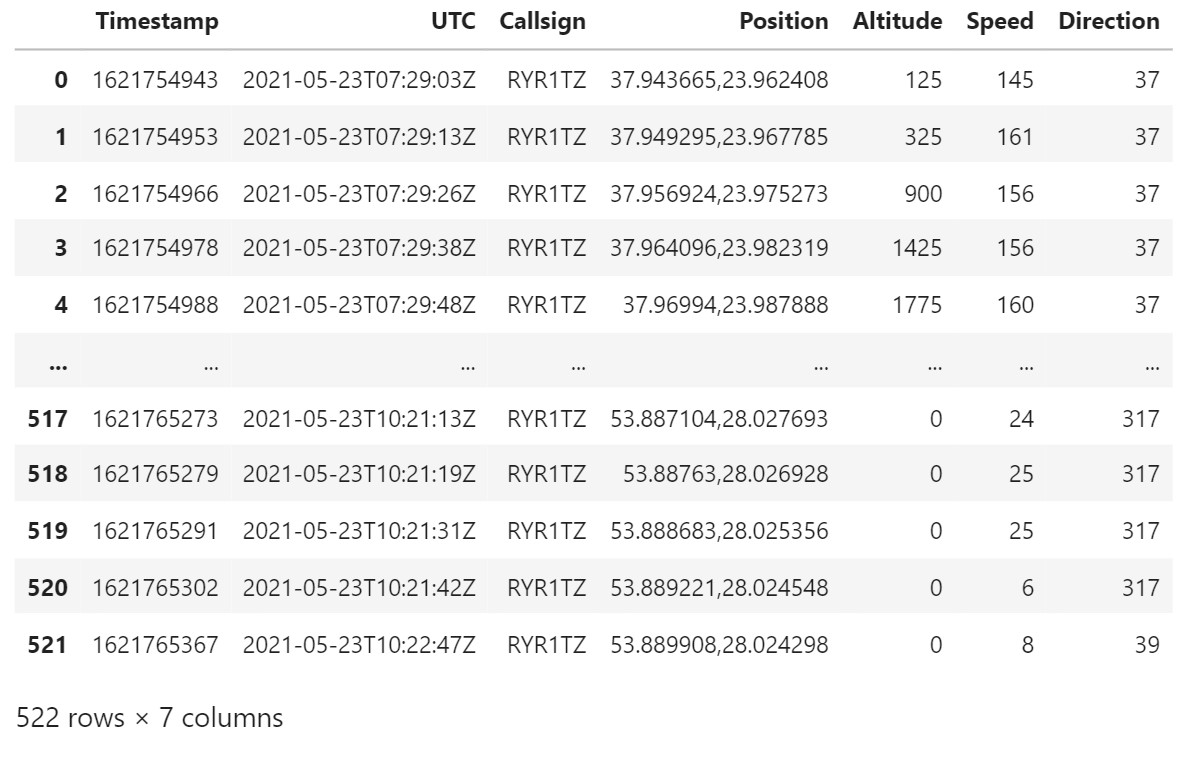 Timestamp UTC Callsign Position Altitude Speed Direction
0 1621754943 2021-05-23T07:29:03Z RYR1TZ 37.943665,23.962408 125 145 37
1 1621754953 2021-05-23T07:29:13Z RYR1TZ 37.949295,23.967785 325 161 37
2 1621754966 2021-05-23T07:29:26Z RYR1TZ 37.956924,23.975273 900 156 37
3 1621754978 2021-05-23T07:29:38Z RYR1TZ 37.964096,23.982319 1425 156 37
4 1621754988 2021-05-23T07:29:48Z RYR1TZ 37.96994,23.987888 1775 160 37
... ... ... ... ... ... ... ...
517 1621765273 2021-05-23T10:21:13Z RYR1TZ 53.887104,28.027693 0 24 317
518 1621765279 2021-05-23T10:21:19Z RYR1TZ 53.88763,28.026928 0 25 317
519 1621765291 2021-05-23T10:21:31Z RYR1TZ 53.888683,28.025356 0 25 317
520 1621765302 2021-05-23T10:21:42Z RYR1TZ 53.889221,28.024548 0 6 317
521 1621765367 2021-05-23T10:22:47Z RYR1TZ 53.889908,28.024298 0 8 39
522 rows × 7 columns